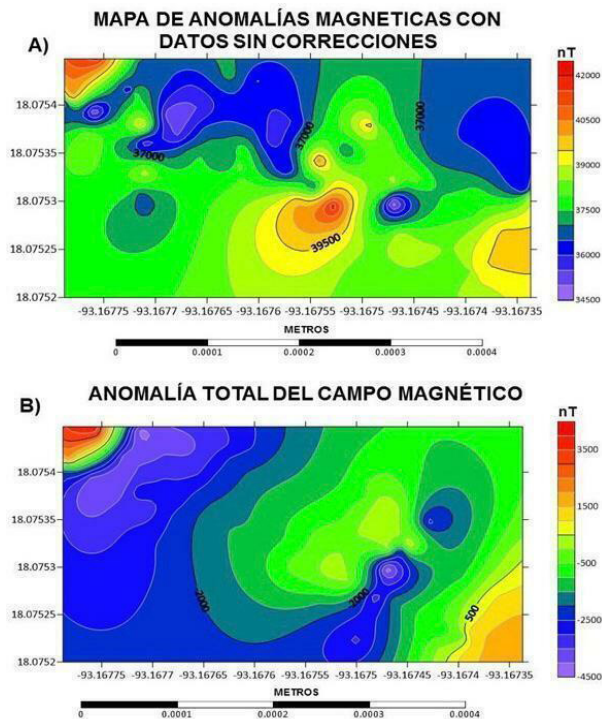 MAPA DE ANOMALÍAS MAGNETICAS CON
DATOS SIN CORRECCIONES
A)
nT
42000
40500
39000
37500
36000
34500
18.0754
18.07535
18.0753
18.07525
18.0752
37000
37000
37000
39500
-93.16775 -93.1677 -93.16765 -93.1676 -93.16755 -93.1675 -93.16745 -93.1674 -93.16735
METROS
0 0.0001 0.0002 0.0003 0.0004
B)
ANOMALÍA TOTAL DEL CAMPO MAGNÉTICO
nT
3500
1500
-500
-2500
-4500
18.0754
18.07535
18.0753
18.07525
18.0752
2000
2000
500
-93.16775 -93.1677 -93.16765 -93.1676 -93.16755 -93.1675 -93.16745 -93.1674 -93.16735
METROS
0 0.0001 0.0002 0.0003 0.0004